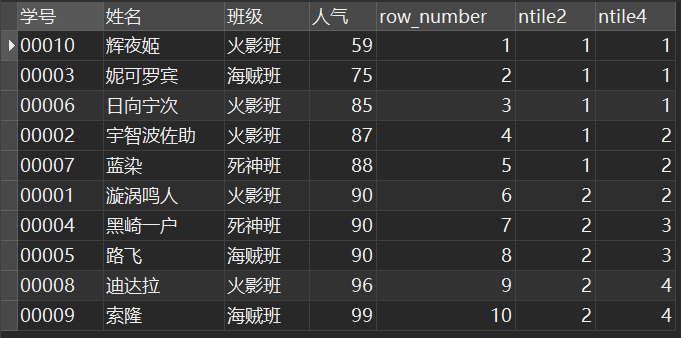 学号 姓名 班级 人气 row_number ntile2 ntile4
00010 辉夜姬 火影班 59 1 1 1
00003 妮可罗宾 海贼班 75 2 1 1
00006 日向宁次 火影班 85 3 1 1
00002 宇智波佐助 火影班 87 4 1 2
00007 蓝染 死神班 88 5 1 2
00001 漩涡鸣人 火影班 90 6 2 2
00004 黑崎一户 死神班 90 7 2 3
00005 路飞 海贼班 90 8 2 3
00008 迪达拉 火影班 96 9 2 4
00009 索隆 海贼班 99 10 2 4